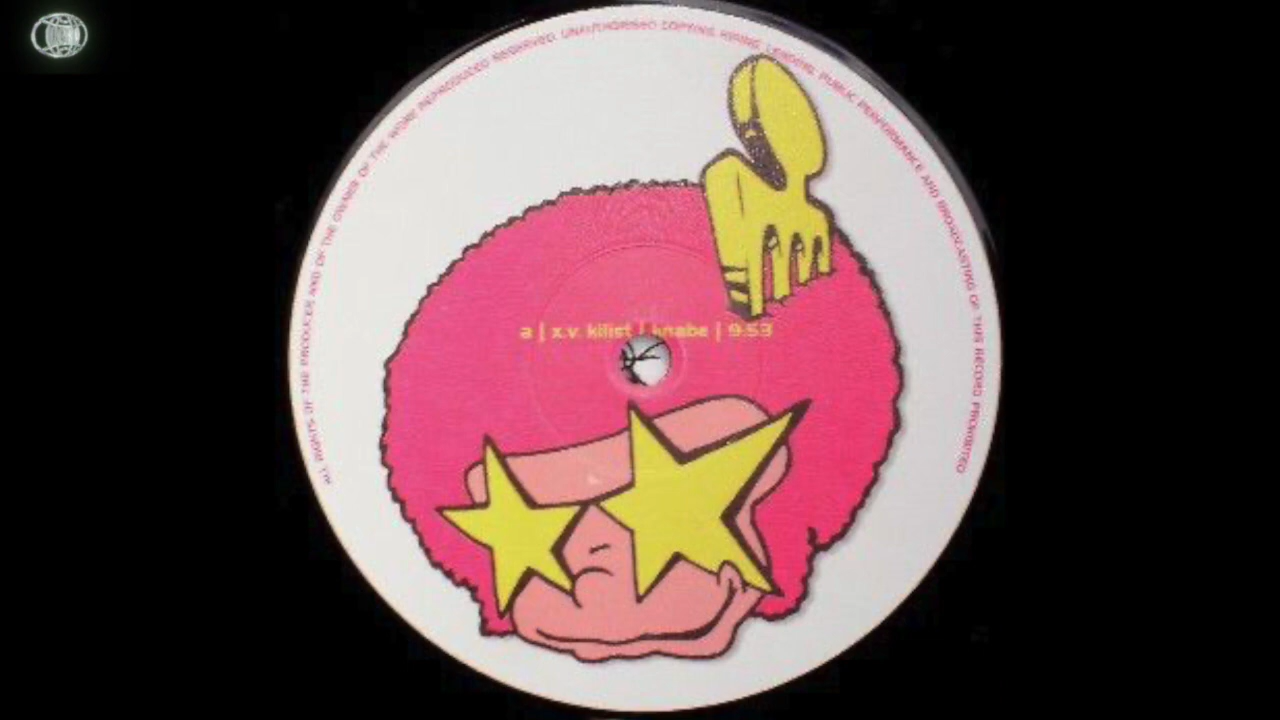 ALL RIGHTS OF THE PRODUCER AND OF THE OWNER OF THE WORK REPRODUCED RESERVED. UNAUTHORISED COPYING, HIRING, LENDING, PUBLIC PERFORMANCE AND BROADCASTING OF THIS RECORD PROHIBITED
a | x.v. kilist | knabe | 9:53